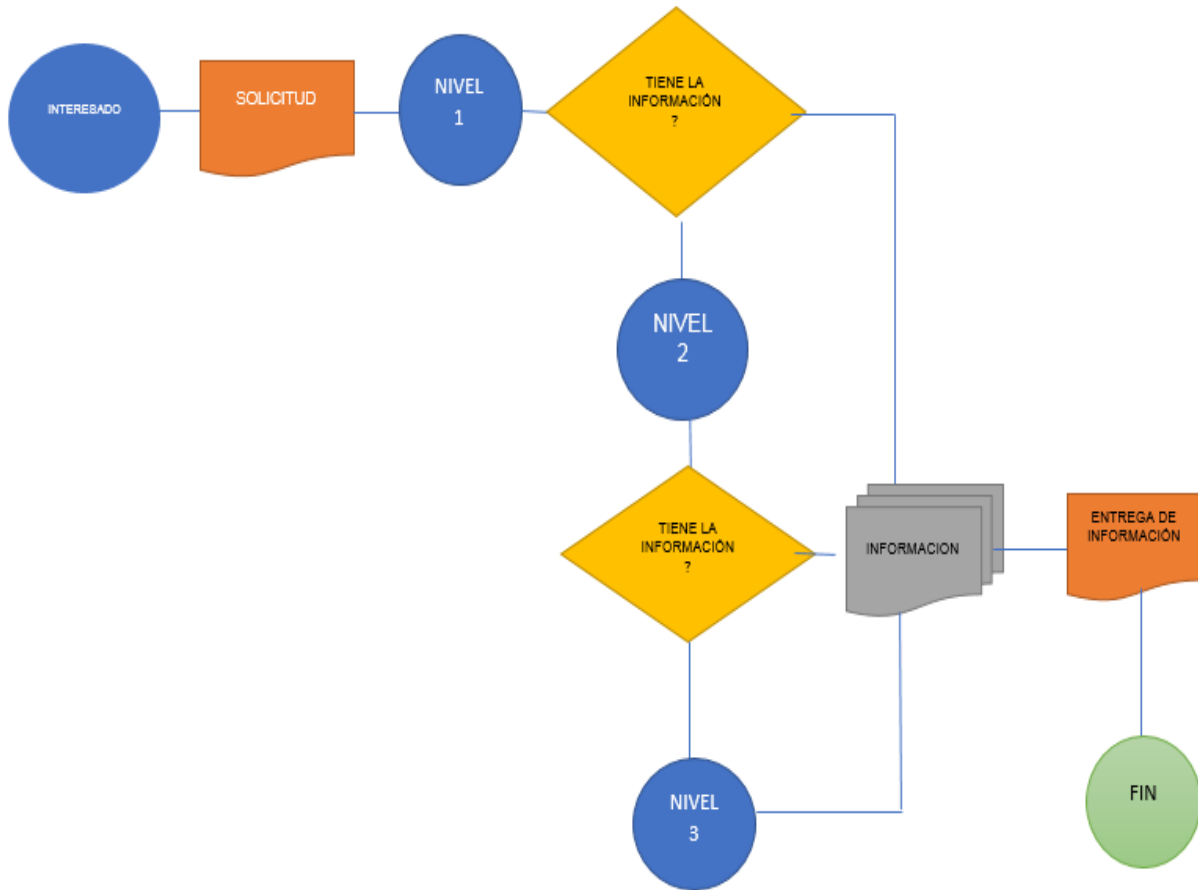 INTERESADO
SOLICITUD
NIVEL
1
TIENE LA
INFORMACIÓN
?
NIVEL
2
TIENE LA
INFORMACIÓN
?
INFORMACION
ENTREGA DE
INFORMACIÓN
NIVEL
3
FIN